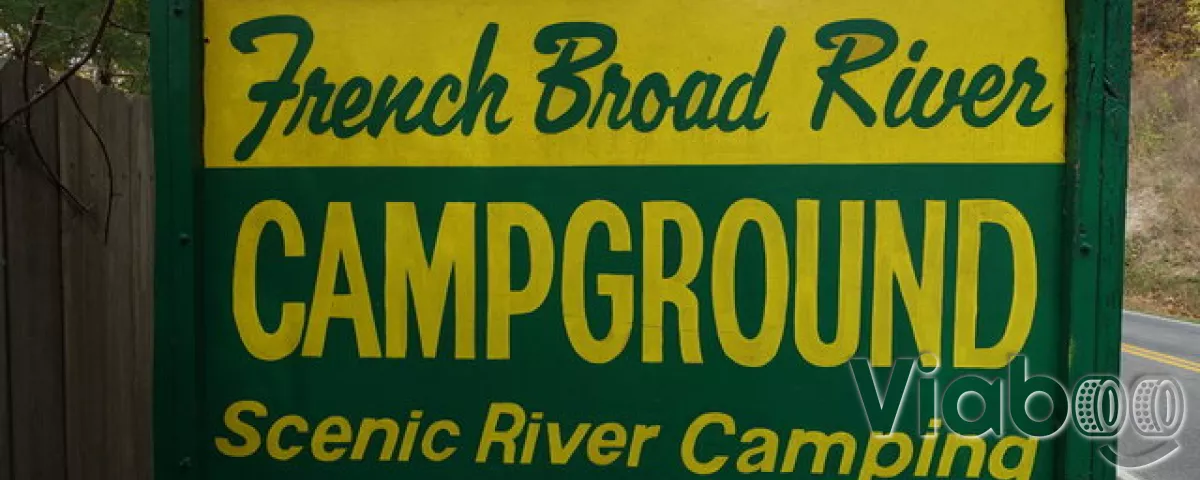 French Broad River
CAMPGROUND
Scenic River Camping
Viaboo